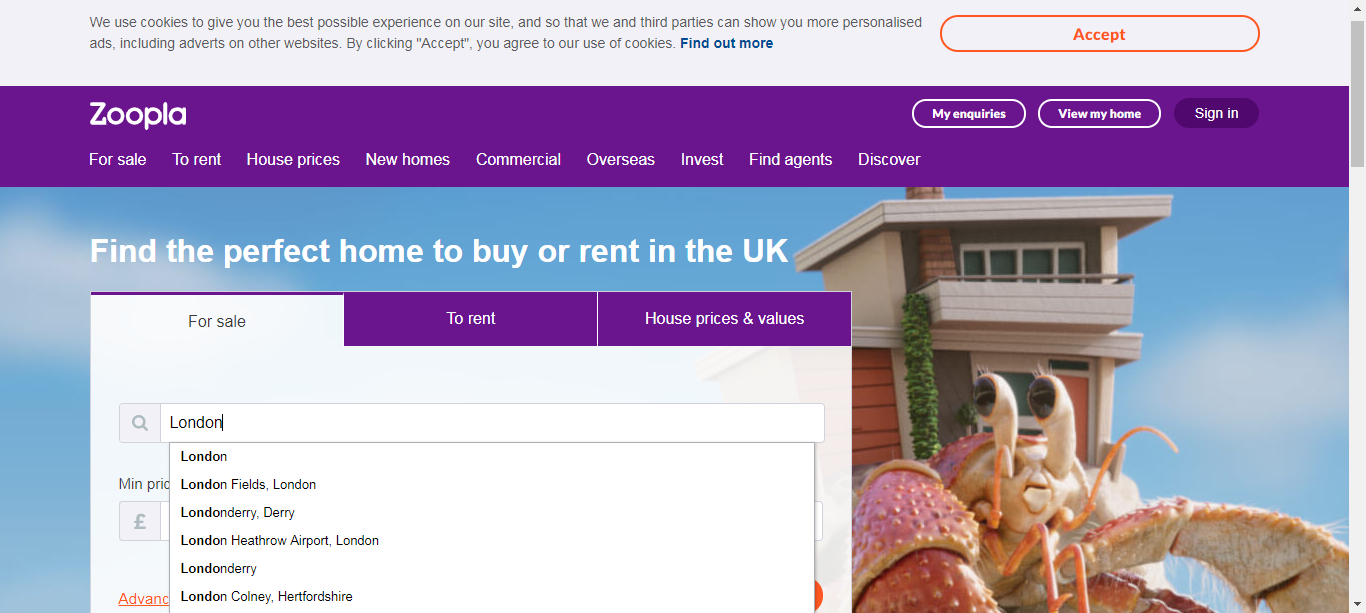 We use cookies to give you the best possible experience on our site, and so that we and third parties can show you more personalised
ads, including adverts on other websites. By clicking "Accept", you agree to our use of cookies. Find out more
Accept
Zoopla
My enquiries
View my home
Sign in
For sale
To rent
House prices
New homes
Commercial
Overseas
Invest
Find agents
Discover
Find the perfect home to buy or rent in the UK
For sale
To rent
House prices & values
London
London
London Fields, London
Londonderry, Derry
Min pric
£
London Heathrow Airport, London
Londonderry
London Colney, Hertfordshire
Advanc